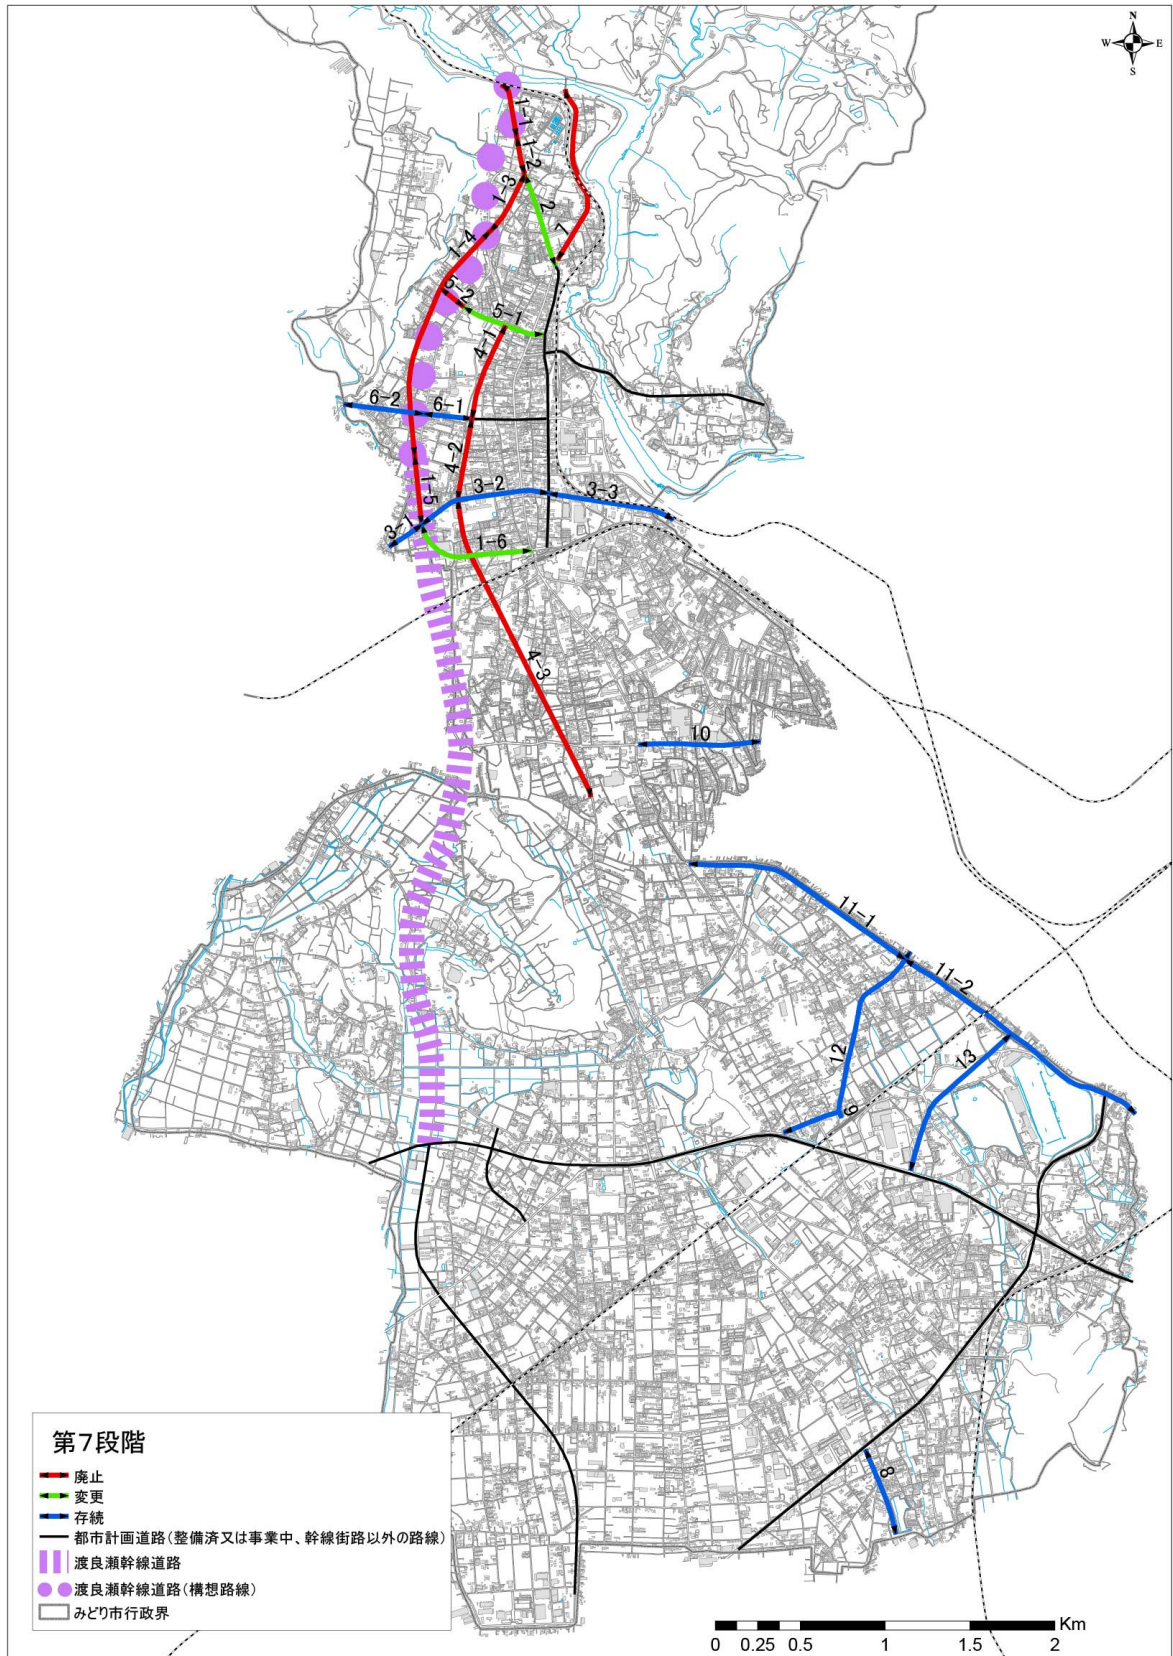 N
W E
S
1-1
1-2
1-3
2
7
1-4
5-2
5-1
4-1
6-2
6-1
4-2
3-2
3-3
1-5
3-1
1-6
4-3
10
11-1
11-2
12
13
9
8
第7段階
廃止
変更
存続
都市計画道路(整備済又は事業中、幹線街路以外の路線)
渡良瀬幹線道路
渡良瀬幹線道路(構想路線)
みどり市行政界
Km
0 0.25 0.5 1 1.5 2